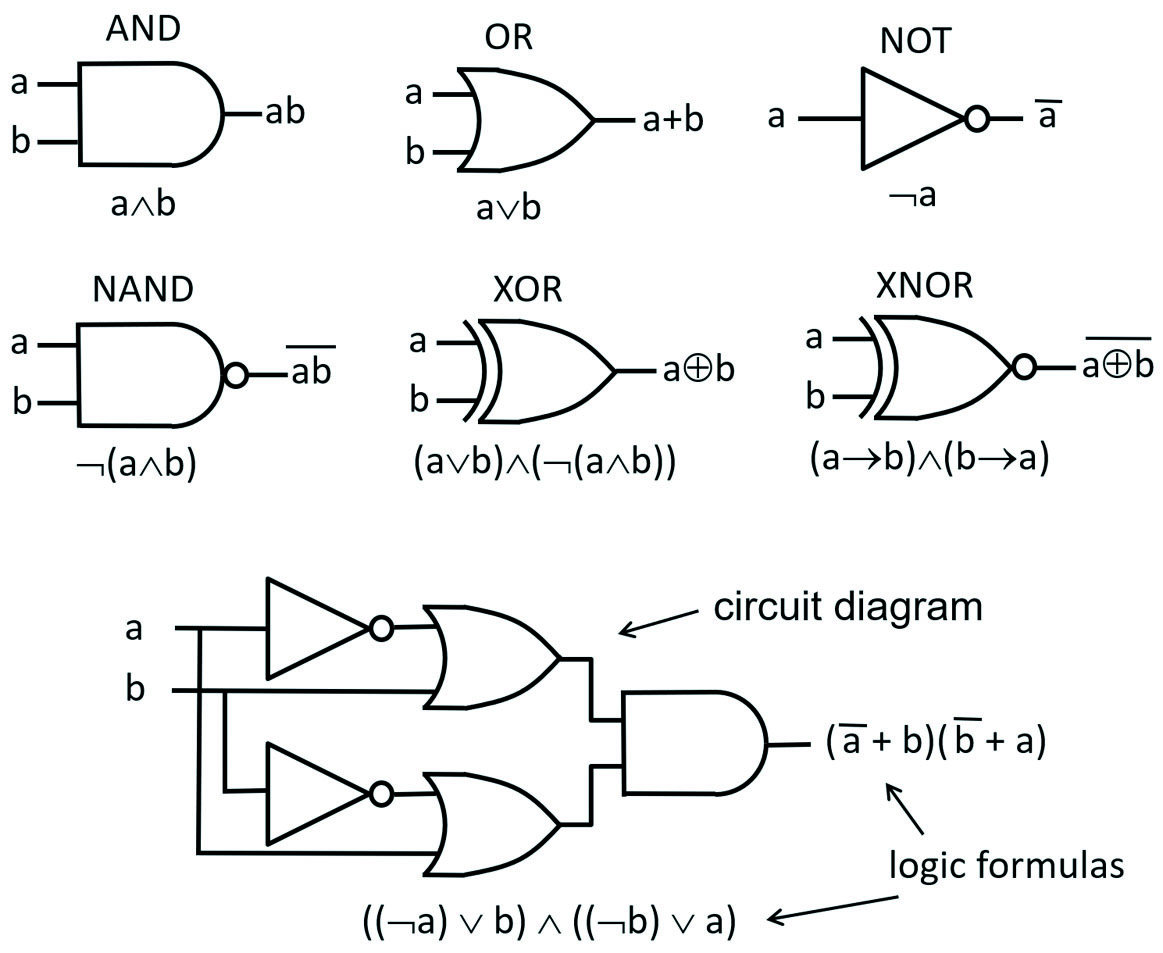 AND
OR
NOT
a
b
ab
a∧b
a
b
a+b
a∨b
a
a̅
¬a
NAND
XOR
XNOR
a
b
a̅b̅
¬(a∧b)
a
b
a⊕b
(a∨b)∧(¬(a∧b))
a
b
a̅⊕̅b̅
(a→b)∧(b→a)
a
b
circuit diagram
(a̅ + b)(b̅ + a)
logic formulas
((¬a) ∨ b) ∧ ((¬b) ∨ a)